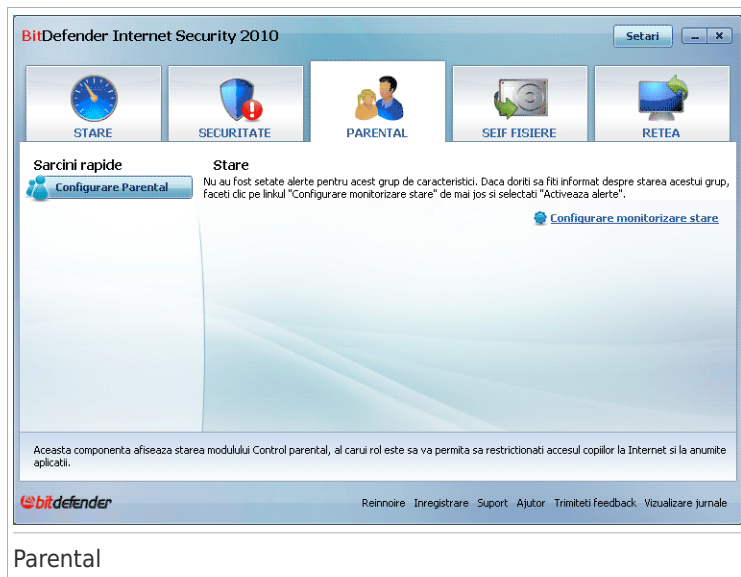 BitDefender Internet Security 2010
Setari
STARE
SECURITATE
PARENTAL
SEIF FISIERE
RETEA
Sarcini rapide
Configurare Parental
Stare
Nu au fost setate alerte pentru acest grup de caracteristici. Daca doriti sa fiti informat despre starea acestui grup,
faceti clic pe linkul "Configurare monitorizare stare" de mai jos si selectati "Activeaza alerte".
Configurare monitorizare stare
Aceasta componenta afiseaza starea modulului Control parental, al carui rol este sa va permita sa restrictionati accesul copiilor la Internet si la anumite
aplicatii.
bitdefender
Reinnoire Inregistrare Suport Ajutor Trimiteti feedback Vizualizare jurnale
Parental